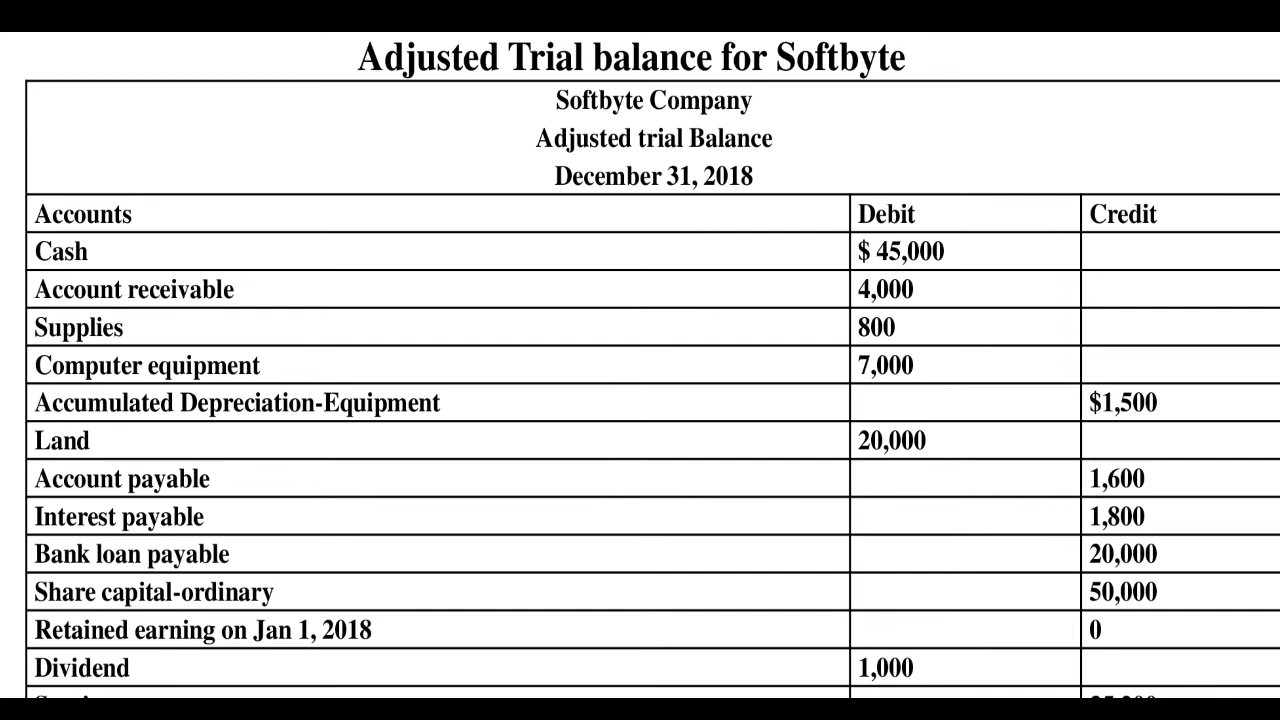 Adjusted Trial balance for Softbyte
Softbyte Company
Adjusted trial Balance
December 31, 2018
Accounts Debit Credit
Cash $ 45,000
Account receivable 4,000
Supplies 800
Computer equipment 7,000
Accumulated Depreciation-Equipment $1,500
Land 20,000
Account payable 1,600
Interest payable 1,800
Bank loan payable 20,000
Share capital-ordinary 50,000
Retained earning on Jan 1, 2018 0
Dividend 1,000